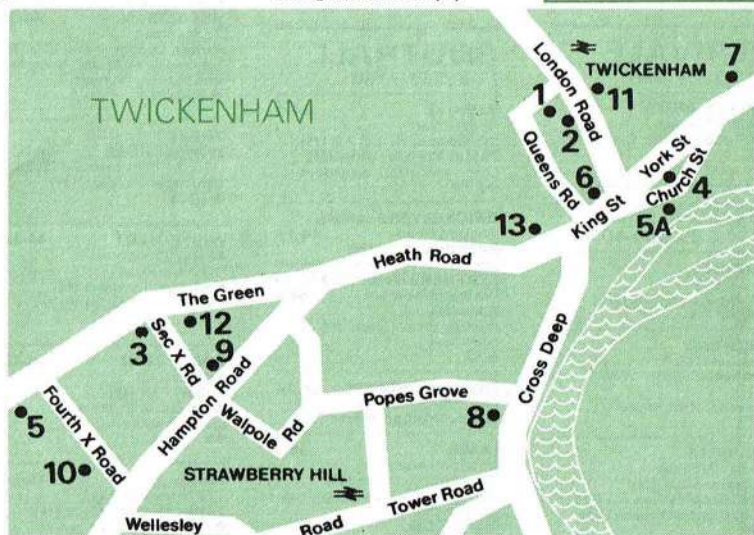 TWICKENHAM
London Road
TWICKENHAM
7
1
11
2
Queens Rd
6
York St
Church St
4
King St
5A
13
Heath Road
The Green
12
3
Sec X Rd
9
Hampton Road
Cross Deep
Popes Grove
Walpole Rd
8
5
Fourth X Road
10
STRAWBERRY HILL
Tower Road
Wellesley
Road